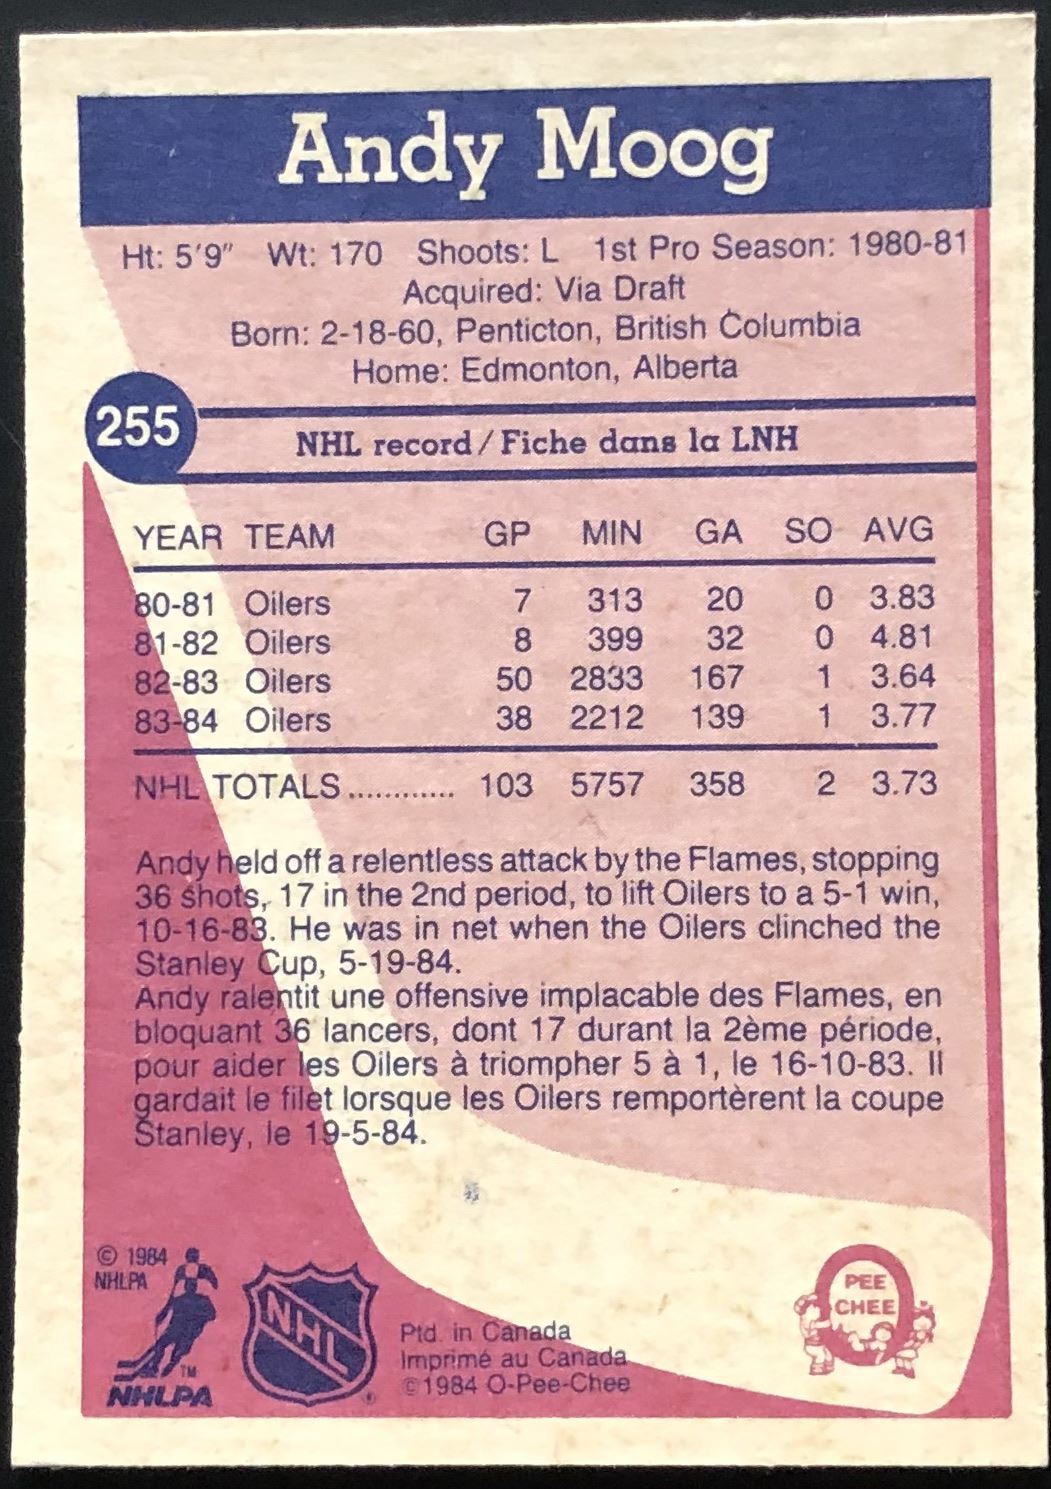 Andy Moog
Ht: 5'9" Wt: 170 Shoots: L 1st Pro Season: 1980-81
Acquired: Via Draft
Born: 2-18-60, Penticton, British Columbia
Home: Edmonton, Alberta
255
NHL record/Fiche dans la LNH
YEAR TEAM GP MIN GA SO AVG
80-81 Oilers 7 313 20 0 3.83
81-82 Oilers 8 399 32 0 4.81
82-83 Oilers 50 2833 167 1 3.64
83-84 Oilers 38 2212 139 1 3.77
NHL TOTALS............ 103 5757 358 2 3.73
Andy held off a relentless attack by the Flames, stopping
36 shots, 17 in the 2nd period, to lift Oilers to a 5-1 win,
10-16-83. He was in net when the Oilers clinched the
Stanley Cup, 5-19-84.
Andy ralentit une offensive implacable des Flames, en
bloquant 36 lancers, dont 17 durant la 2ème période,
pour aider les Oilers à triompher 5 à 1, le 16-10-83. Il
gardait le filet lorsque les Oilers remportèrent la coupe
Stanley, le 19-5-84.
© 1984
NHLPA
TM
NHLPA
NHL
®
Ptd. in Canada
Imprimé au Canada
©1984 O-Pee-Chee
PEE
CHEE